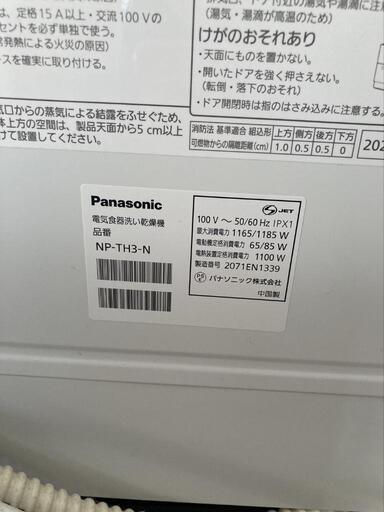 は、定格15A以上・交流100Vの
セントを必ず単独で使う。
常発熱による火災の原因）
ースを確実に取り付ける。
気口からの蒸気による結露をふせぐため、
体上方の空間は、製品天面から5cm以上
けて設置してください。
（湯気・湯滴が高温のため）
けがのおそれあり
・天面にものを置かない。
・開いたドアを強く押さない。
（転倒・落下のおそれ）
・ドア開閉時は指のはさみ込みに注意する。
消防法 基準適合 組込形 上方 側方 後方 下方
可燃物からの隔離距離(cm) 1.0 0.5 0.5 0
202
Panasonic
電気食器洗い乾燥機
品番
NP-TH3-N
JET
100 V ～ 50/60 Hz IPX1
最大消費電力 1165/1185 W
電動機定格消費電力 65/85 W
電熱装置定格消費電力 1100 W
製造番号 2071EN1339
PS E パナソニック株式会社
中国製